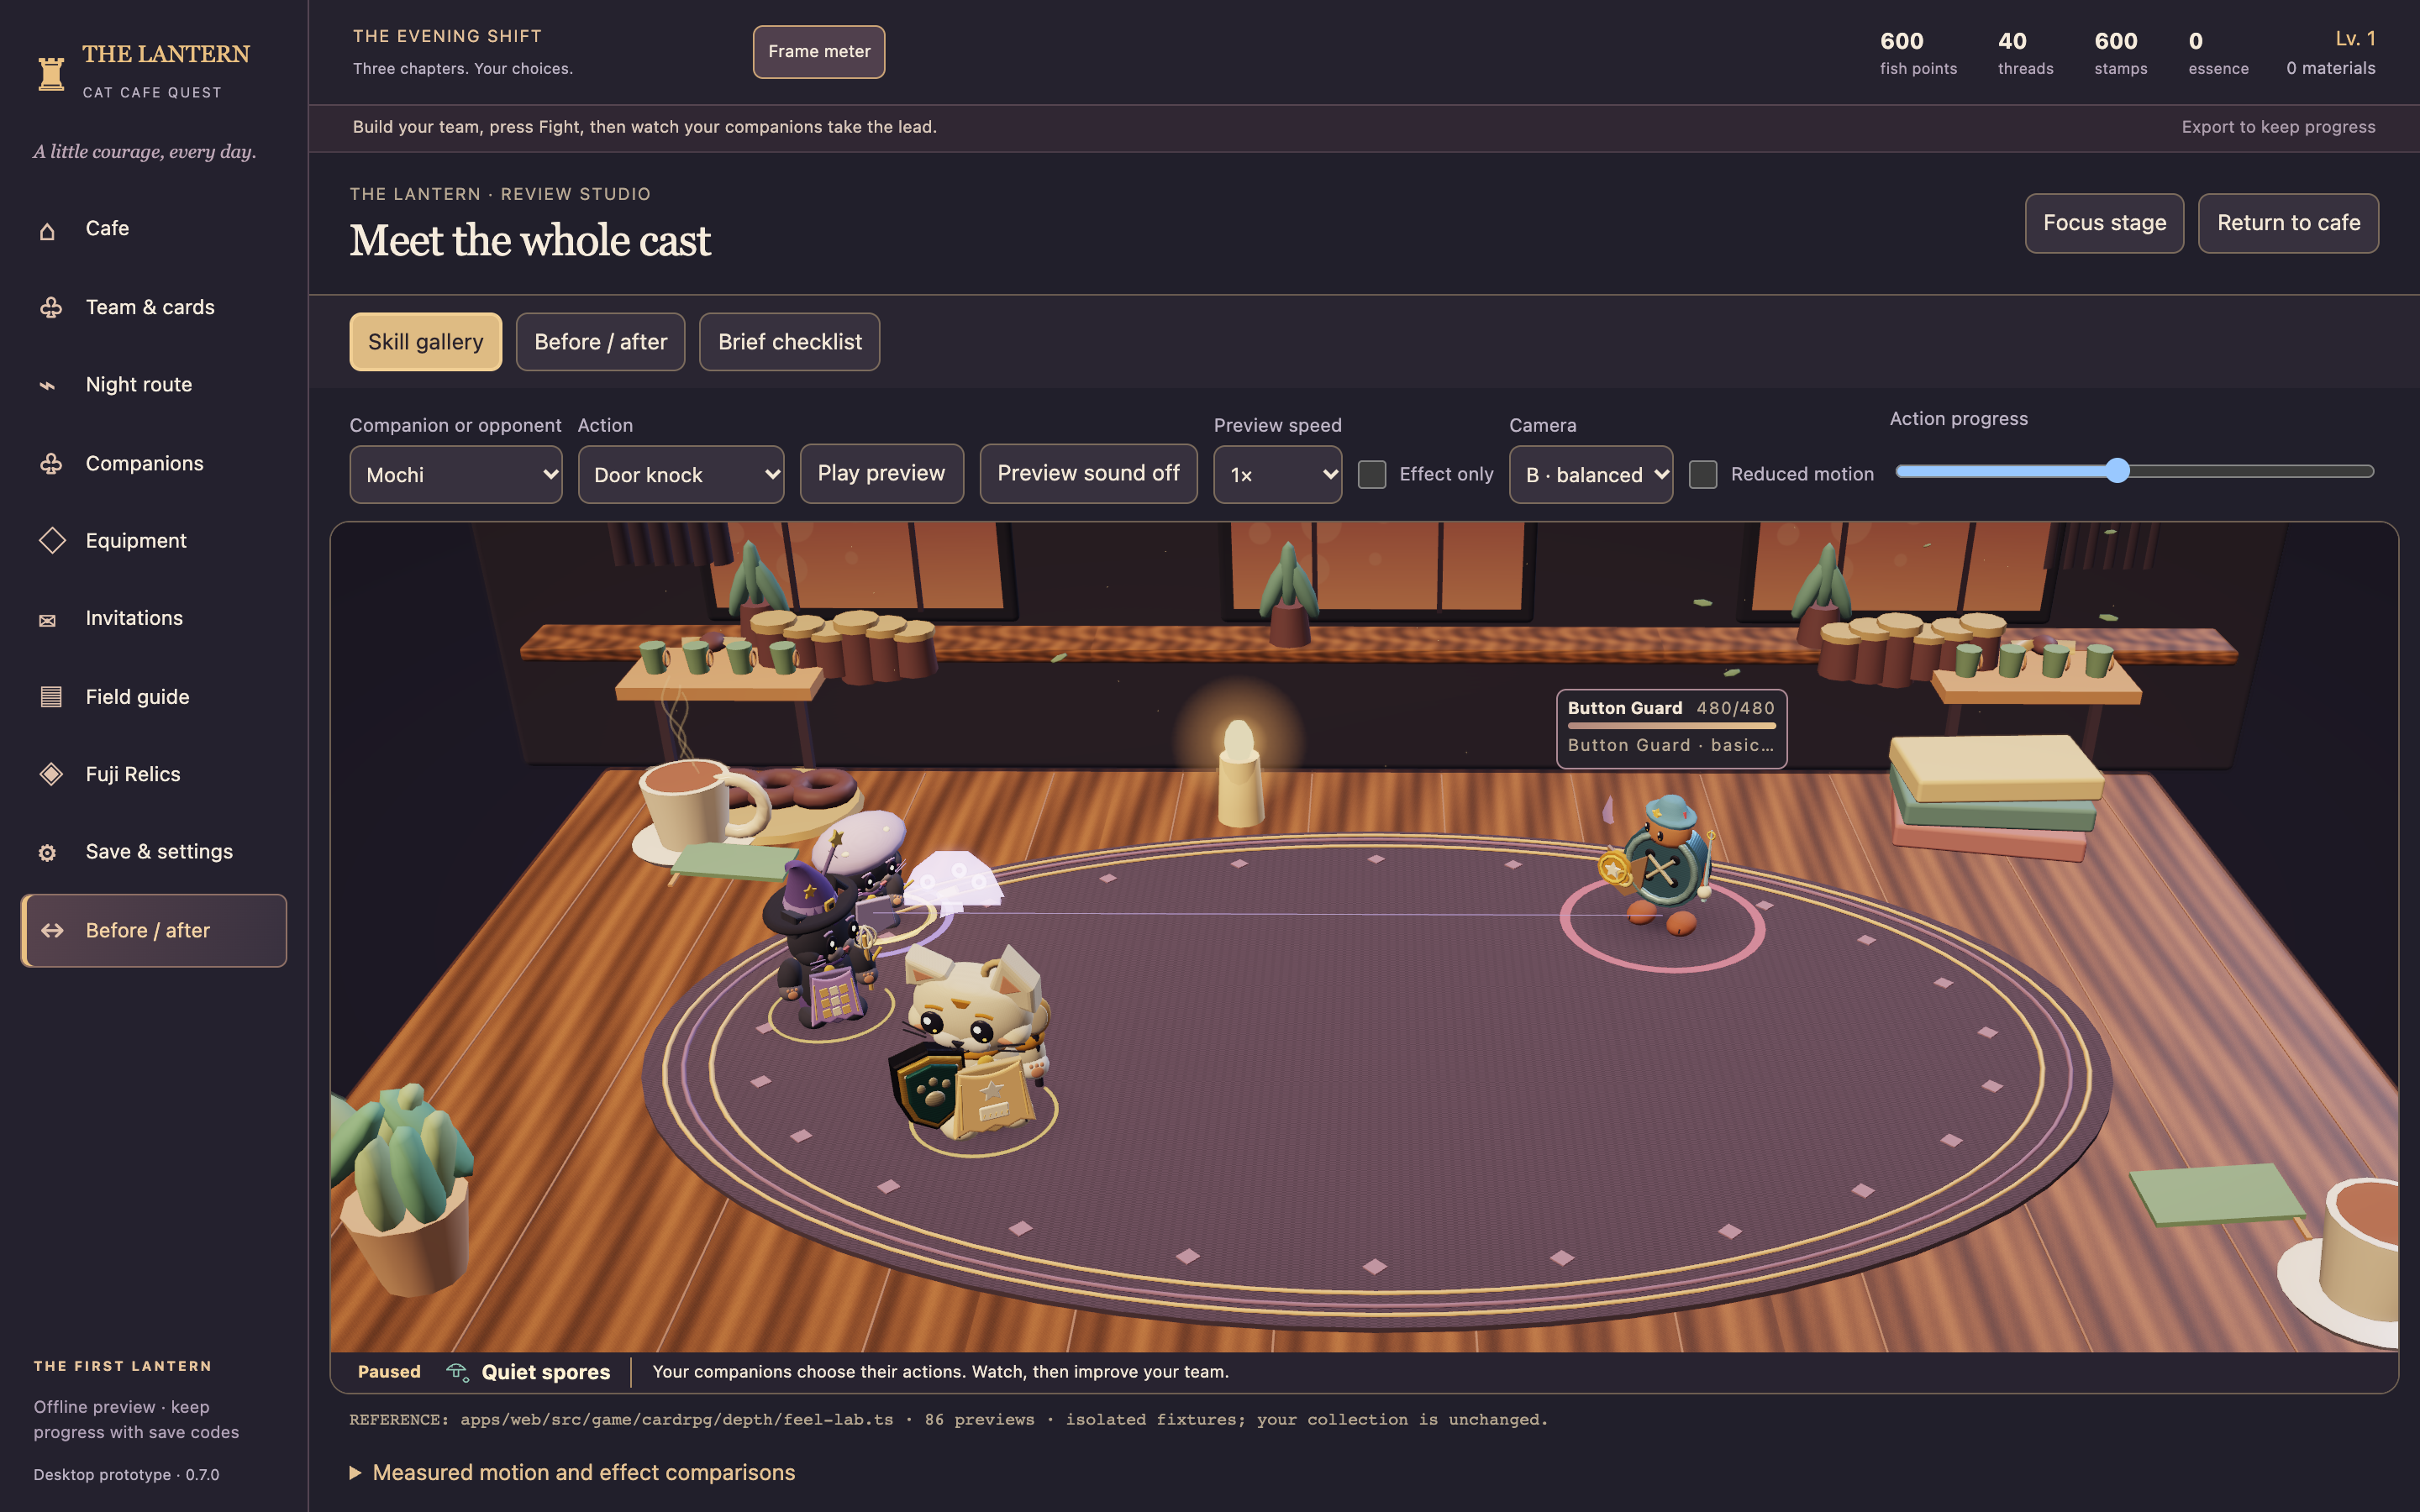 THE LANTERN
CAT CAFE QUEST
A little courage, every day.
Cafe
Team & cards
Night route
Companions
Equipment
Invitations
Field guide
Fuji Relics
Save & settings
Before / after
THE FIRST LANTERN
Offline preview · keep
progress with save codes
Desktop prototype · 0.7.0
THE EVENING SHIFT
Three chapters. Your choices.
Frame meter
600 fish points
40 threads
600 stamps
0 essence
Lv. 1
0 materials
Build your team, press Fight, then watch your companions take the lead.
Export to keep progress
THE LANTERN · REVIEW STUDIO
Meet the whole cast
Focus stage
Return to cafe
Skill gallery
Before / after
Brief checklist
Companion or opponent
Mochi
Action
Door knock
Play preview
Preview sound off
Preview speed
1×
Effect only
Camera
B · balanced
Reduced motion
Action progress
Button Guard 480/480
Button Guard · basic…
Paused
Quiet spores
Your companions choose their actions. Watch, then improve your team.
REFERENCE: apps/web/src/game/cardrpg/depth/feel-lab.ts · 86 previews · isolated fixtures; your collection is unchanged.
Measured motion and effect comparisons